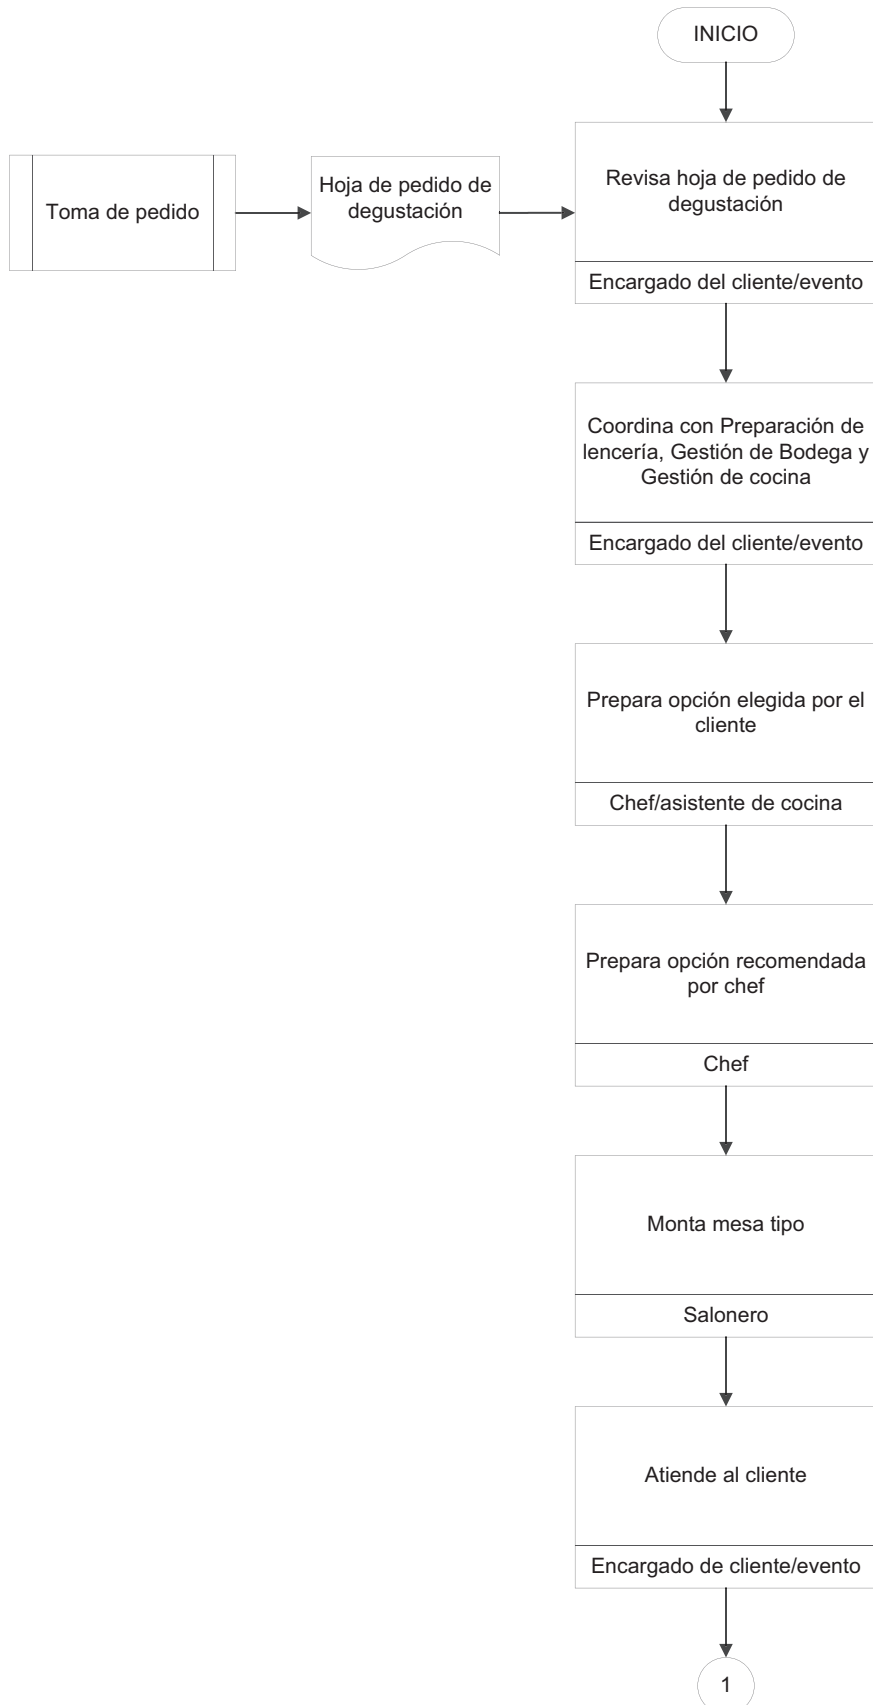 INICIO
Toma de pedido
Hoja de pedido de
degustación
Revisa hoja de pedido de
degustación
Encargado del cliente/evento
Coordina con Preparación de
lencería, Gestión de Bodega y
Gestión de cocina
Encargado del cliente/evento
Prepara opción elegida por el
cliente
Chef/asistente de cocina
Prepara opción recomendada
por chef
Chef
Monta mesa tipo
Salonero
Atiende al cliente
Encargado de cliente/evento
1